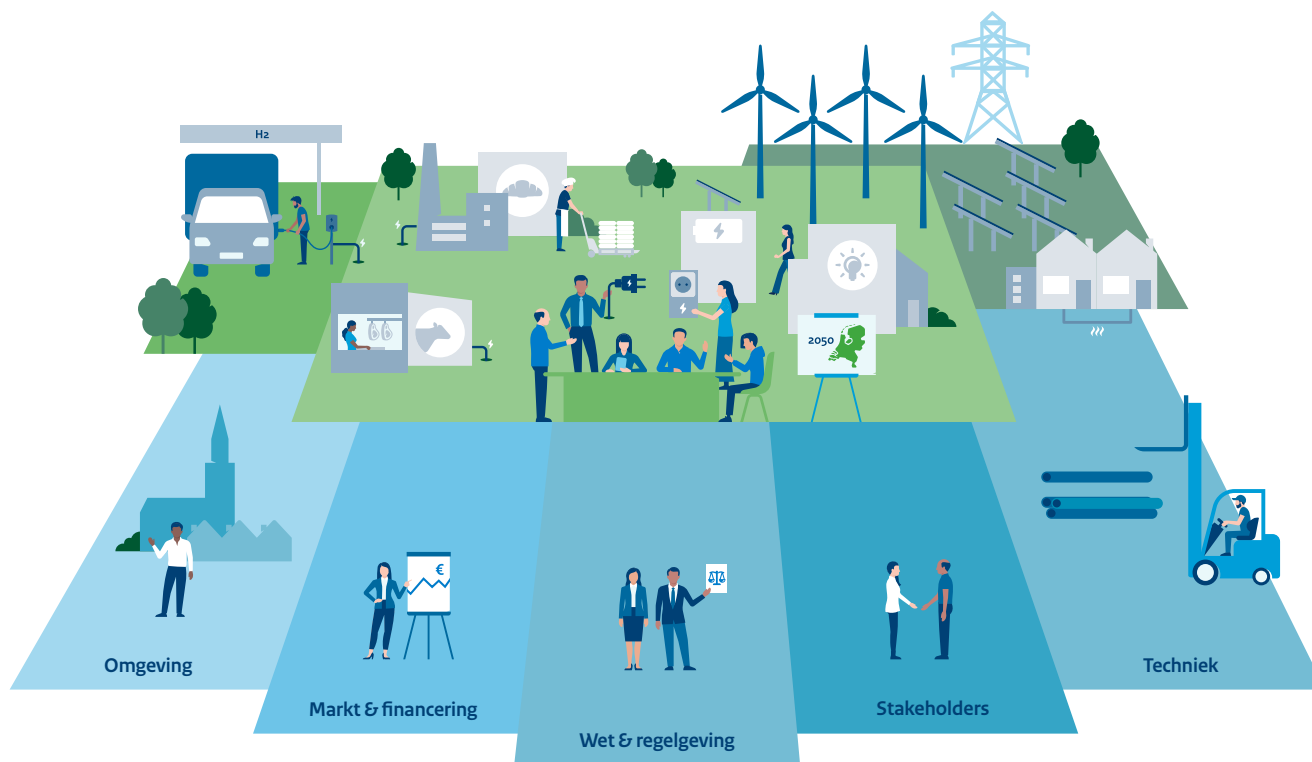 H2
2050
€
Omgeving
Markt & financering
Wet & regelgeving
Stakeholders
Techniek